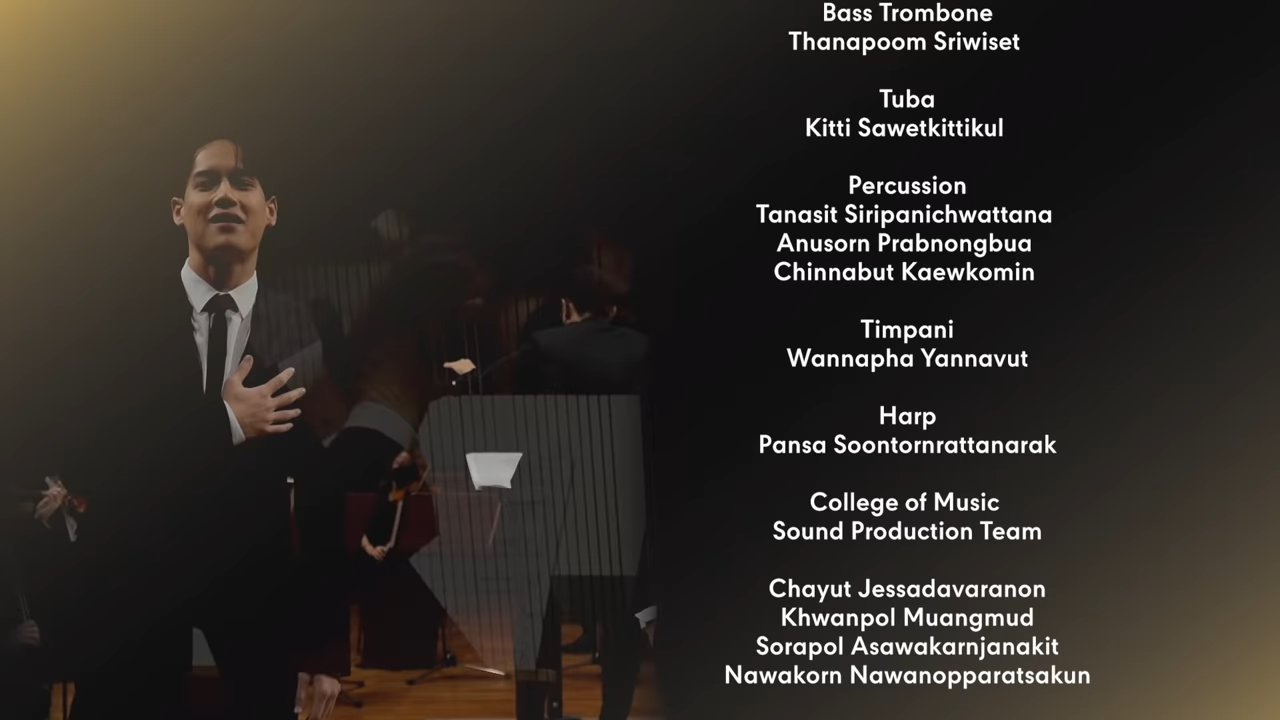 Bass Trombone
Thanapoom Sriwiset
Tuba
Kitti Sawetkittikul
Percussion
Tanasit Siripanichwattana
Anusorn Prabnongbua
Chinnabut Kaewkomin
Timpani
Wannapha Yannavut
Harp
Pansa Soontornrattanarak
College of Music
Sound Production Team
Chayut Jessadavaranon
Khwanpol Muangmud
Sorapol Asawakarnjanakit
Nawakorn Nawanopparatsakun